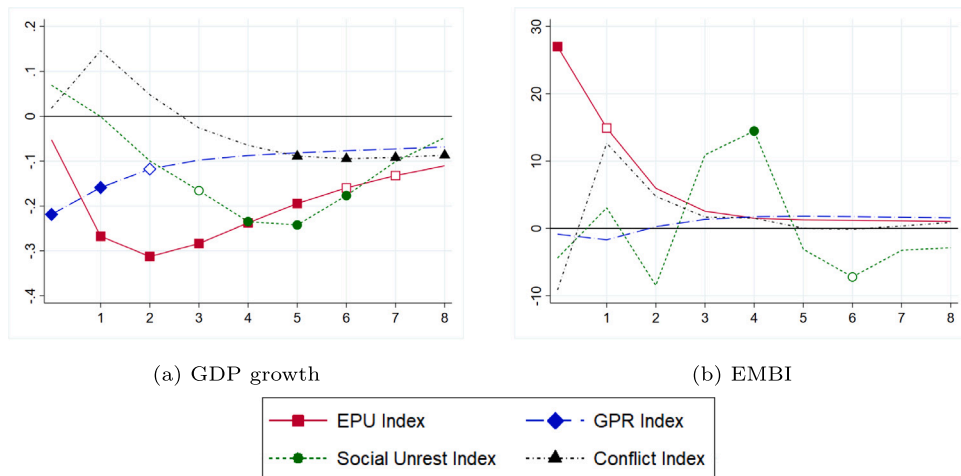 .2
.1
0
-.1
-.2
-.3
-.4
1 2 3 4 5 6 7 8
(a) GDP growth
30
20
10
0
-10
1 2 3 4 5 6 7 8
(b) EMBI
EPU Index
GPR Index
Social Unrest Index
Conflict Index